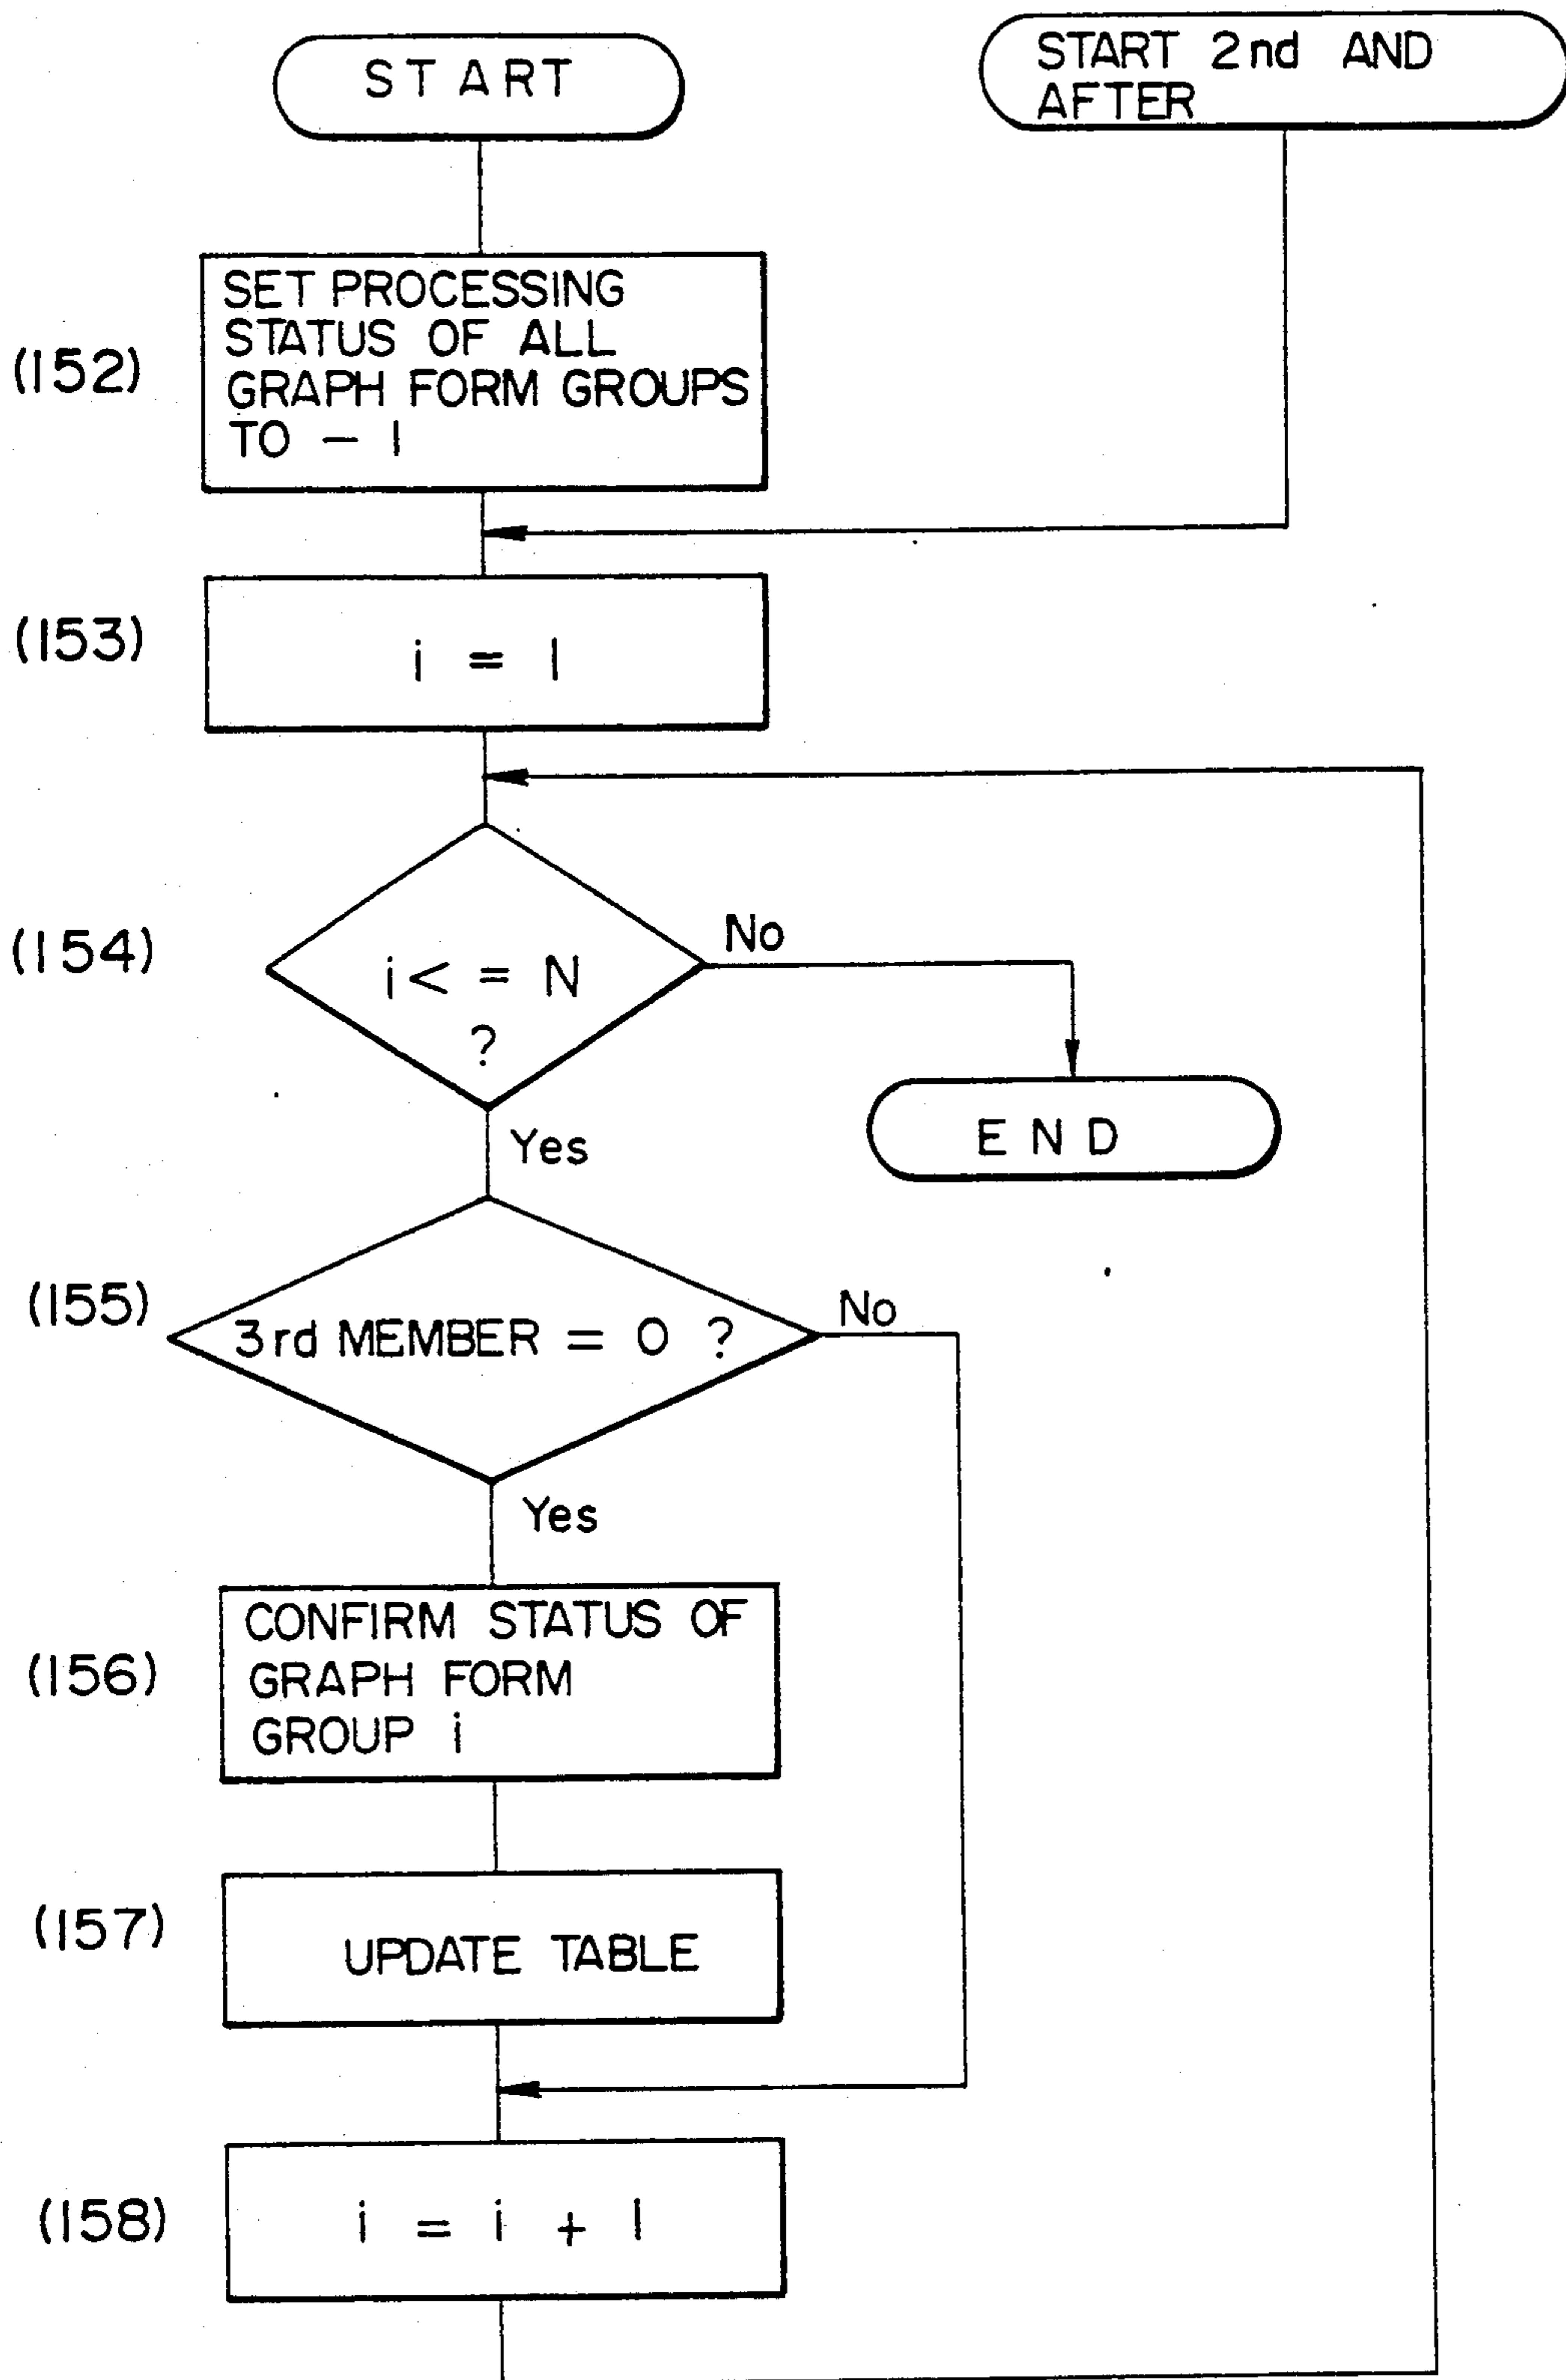 START
START 2nd AND
AFTER
(152)
SET PROCESSING
STATUS OF ALL
GRAPH FORM GROUPS
TO - 1
(153)
i = 1
(154)
i < = N
?
No
END
Yes
(155)
3rd MEMBER = 0 ?
No
Yes
(156)
CONFIRM STATUS OF
GRAPH FORM
GROUP i
(157)
UPDATE TABLE
(158)
i = i + 1